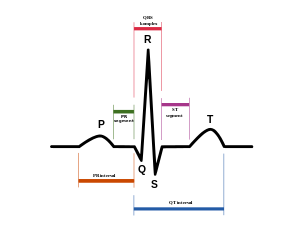 QRS
komplex
R
P
PR
segment
ST
segment
T
Q
S
PR interval
QT interval